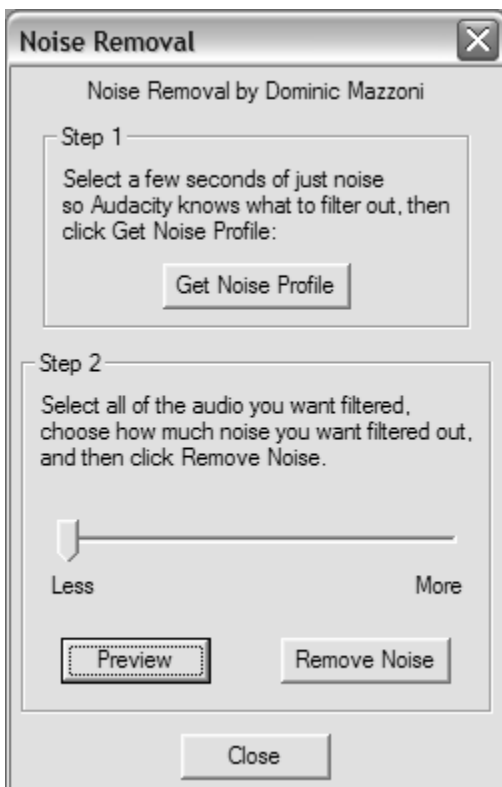 Noise Removal
Noise Removal by Dominic Mazzoni
Step 1
Select a few seconds of just noise
so Audacity knows what to filter out, then
click Get Noise Profile:
Get Noise Profile
Step 2
Select all of the audio you want filtered,
choose how much noise you want filtered out,
and then click Remove Noise.
Less More
Preview Remove Noise
Close